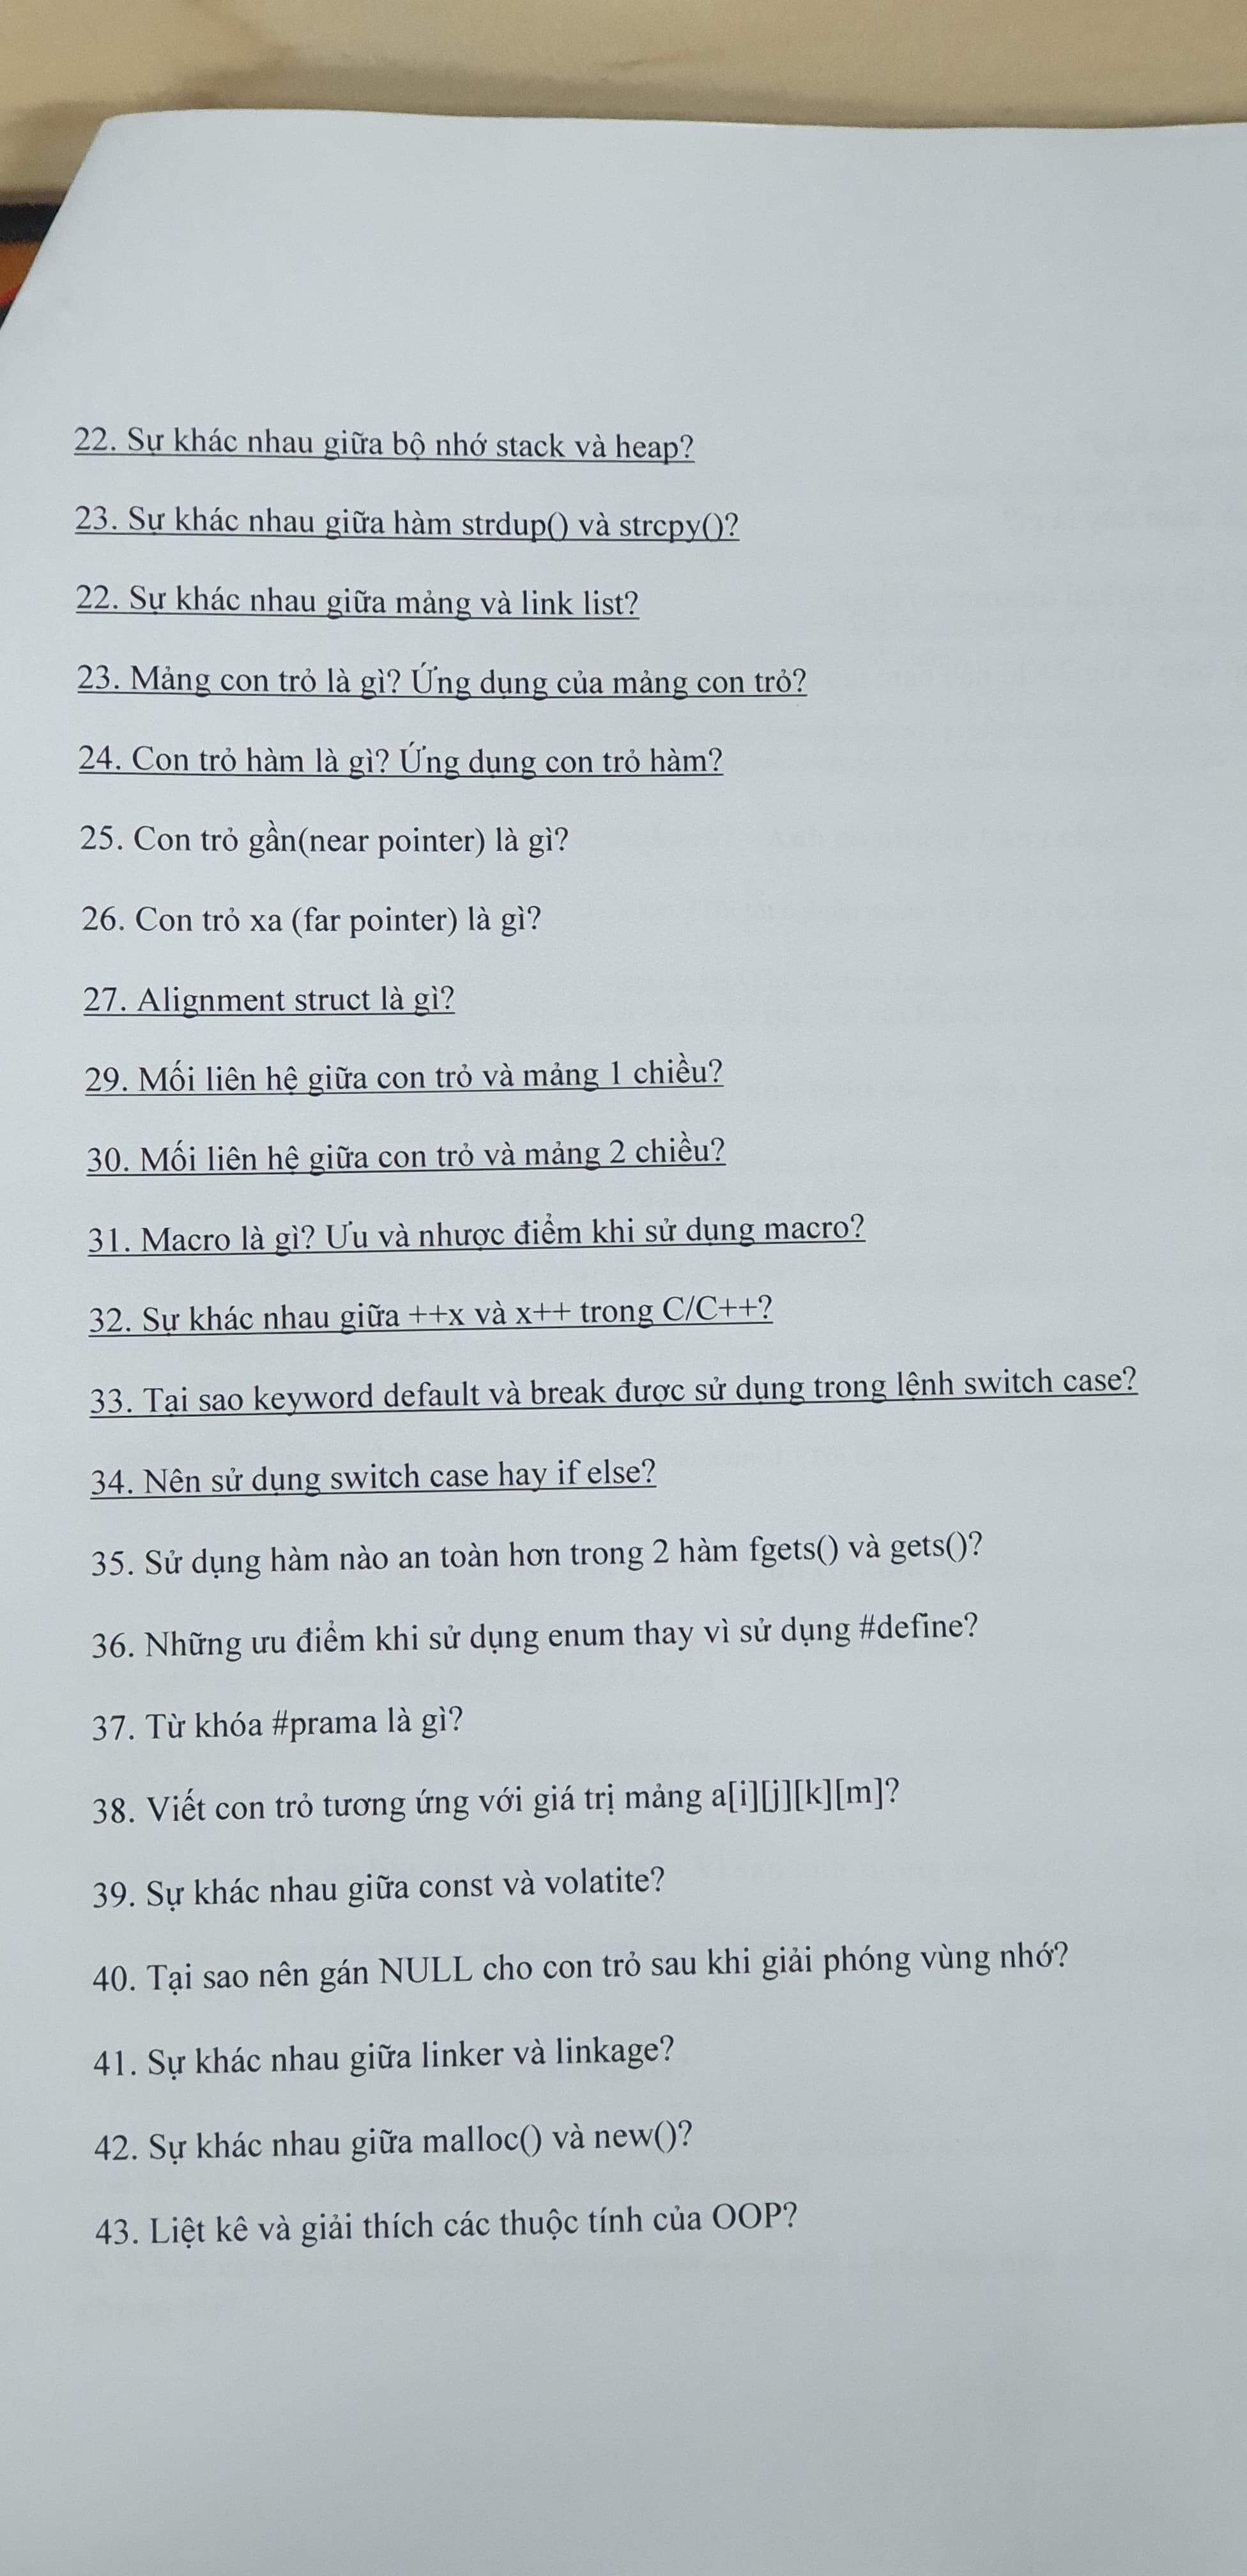 22. Sự khác nhau giữa bộ nhớ stack và heap?
23. Sự khác nhau giữa hàm strdup() và strcpy()?
22. Sự khác nhau giữa mảng và link list?
23. Mảng con trỏ là gì? Ứng dụng của mảng con trỏ?
24. Con trỏ hàm là gì? Ứng dụng con trỏ hàm?
25. Con trỏ gần(near pointer) là gì?
26. Con trỏ xa (far pointer) là gì?
27. Alignment struct là gì?
29. Mối liên hệ giữa con trỏ và mảng 1 chiều?
30. Mối liên hệ giữa con trỏ và mảng 2 chiều?
31. Macro là gì? Ưu và nhược điểm khi sử dụng macro?
32. Sự khác nhau giữa ++x và x++ trong C/C++?
33. Tại sao keyword default và break được sử dụng trong lệnh switch case?
34. Nên sử dụng switch case hay if else?
35. Sử dụng hàm nào an toàn hơn trong 2 hàm fgets() và gets()?
36. Những ưu điểm khi sử dụng enum thay vì sử dụng #define?
37. Từ khóa #prama là gì?
38. Viết con trỏ tương ứng với giá trị mảng a[i][j][k][m]?
39. Sự khác nhau giữa const và volatite?
40. Tại sao nên gán NULL cho con trỏ sau khi giải phóng vùng nhớ?
41. Sự khác nhau giữa linker và linkage?
42. Sự khác nhau giữa malloc() và new()?
43. Liệt kê và giải thích các thuộc tính của OOP?